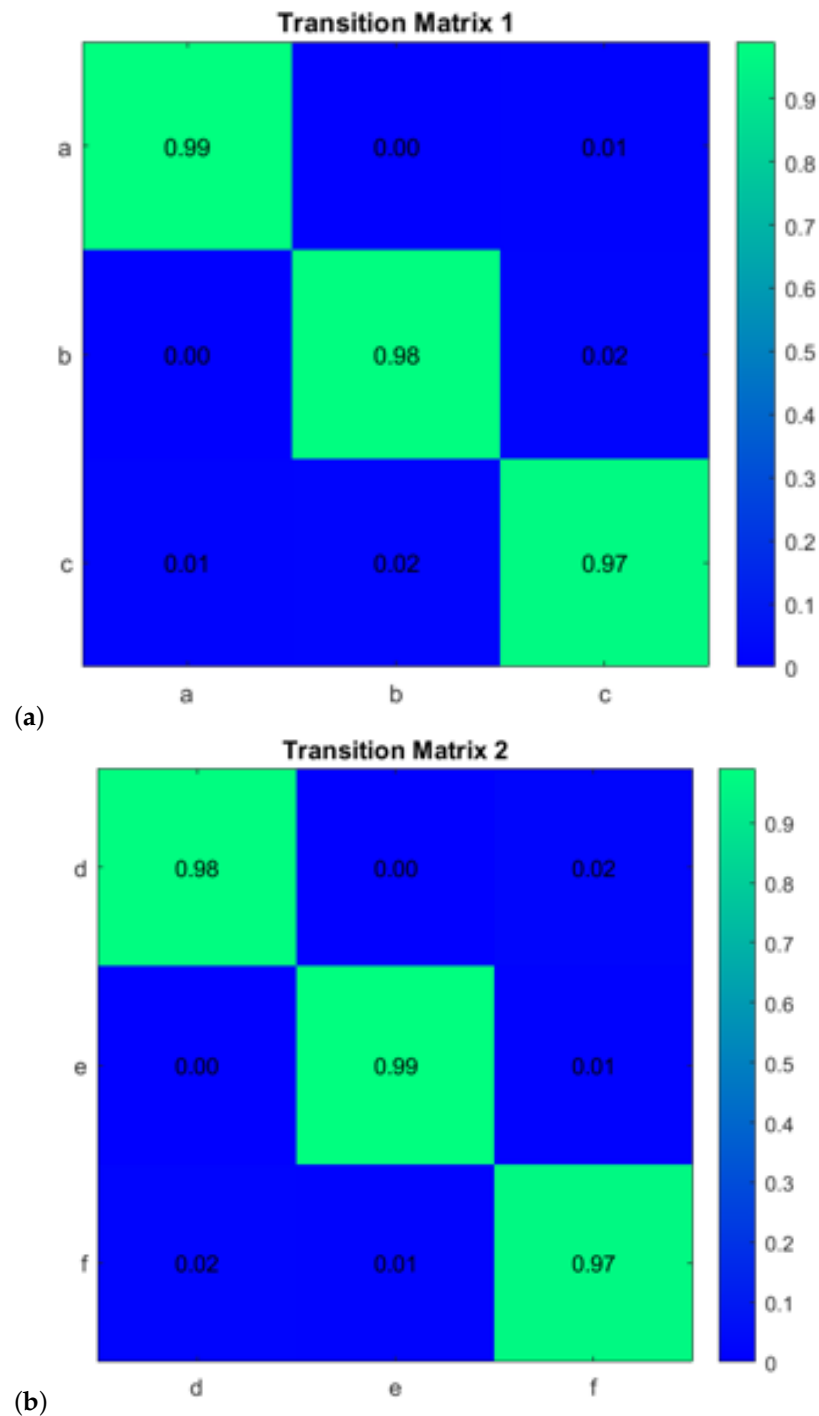 Transition Matrix 1
a 0.99 0.00 0.01
b 0.00 0.98 0.02
c 0.01 0.02 0.97
a b c
0.9
0.8
0.7
0.6
0.5
0.4
0.3
0.2
0.1
0
(a)
Transition Matrix 2
d 0.98 0.00 0.02
e 0.00 0.99 0.01
f 0.02 0.01 0.97
d e f
0.9
0.8
0.7
0.6
0.5
0.4
0.3
0.2
0.1
0
(b)